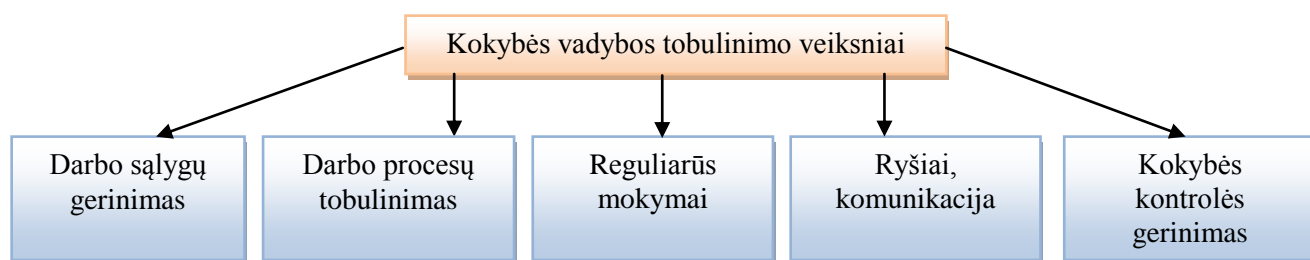 Kokybės vadybos tobulinimo veiksniai
Darbo sąlygų
gerinimas
Darbo procesų
tobulinimas
Reguliarūs
mokymai
Ryšiai,
komunikacija
Kokybės
kontrolės
gerinimas